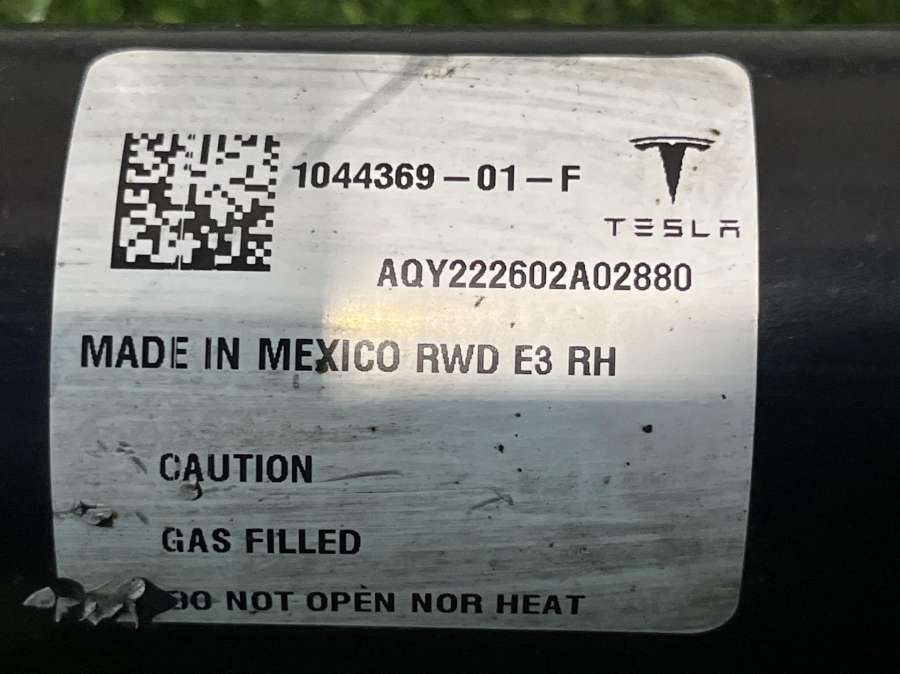 1044369-01-F
TESLA
AQY222602A02880
MADE IN MEXICO RWD E3 RH
CAUTION
GAS FILLED
DO NOT OPEN NOR HEAT